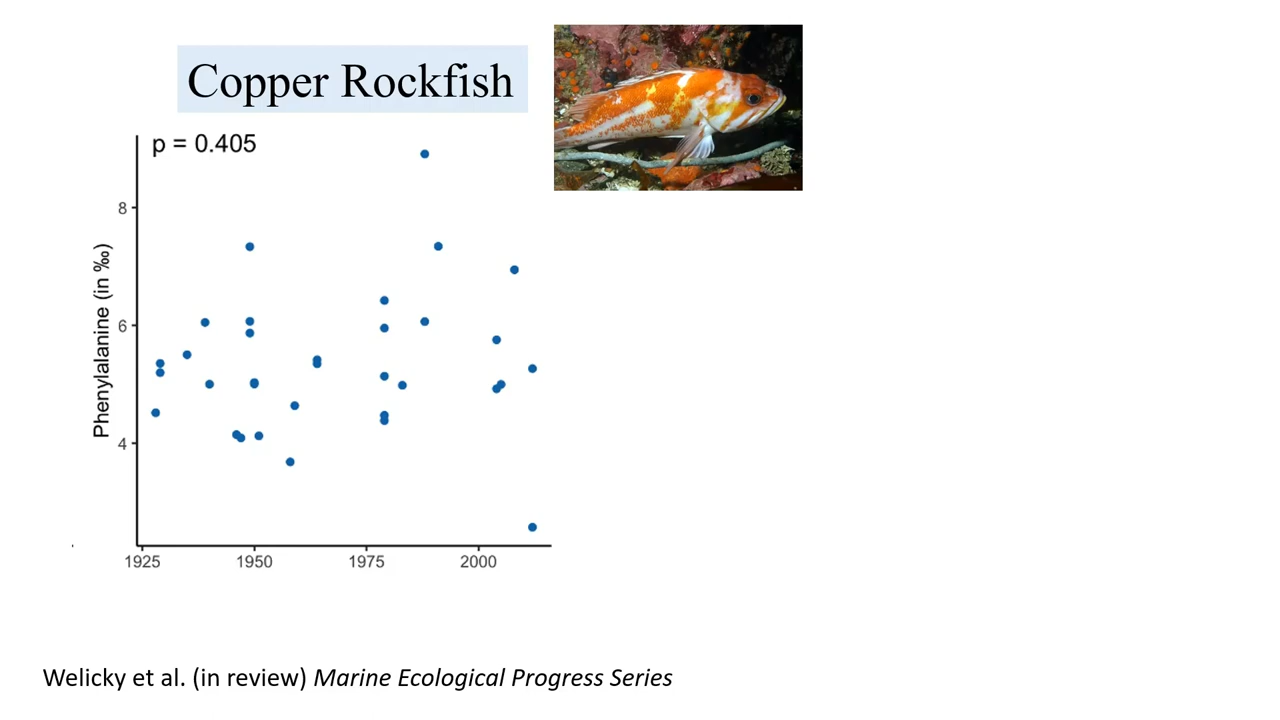 Copper Rockfish
p = 0.405
Phenylalanine (in ‰)
8
6
4
1925 1950 1975 2000
Welicky et al. (in review) Marine Ecological Progress Series